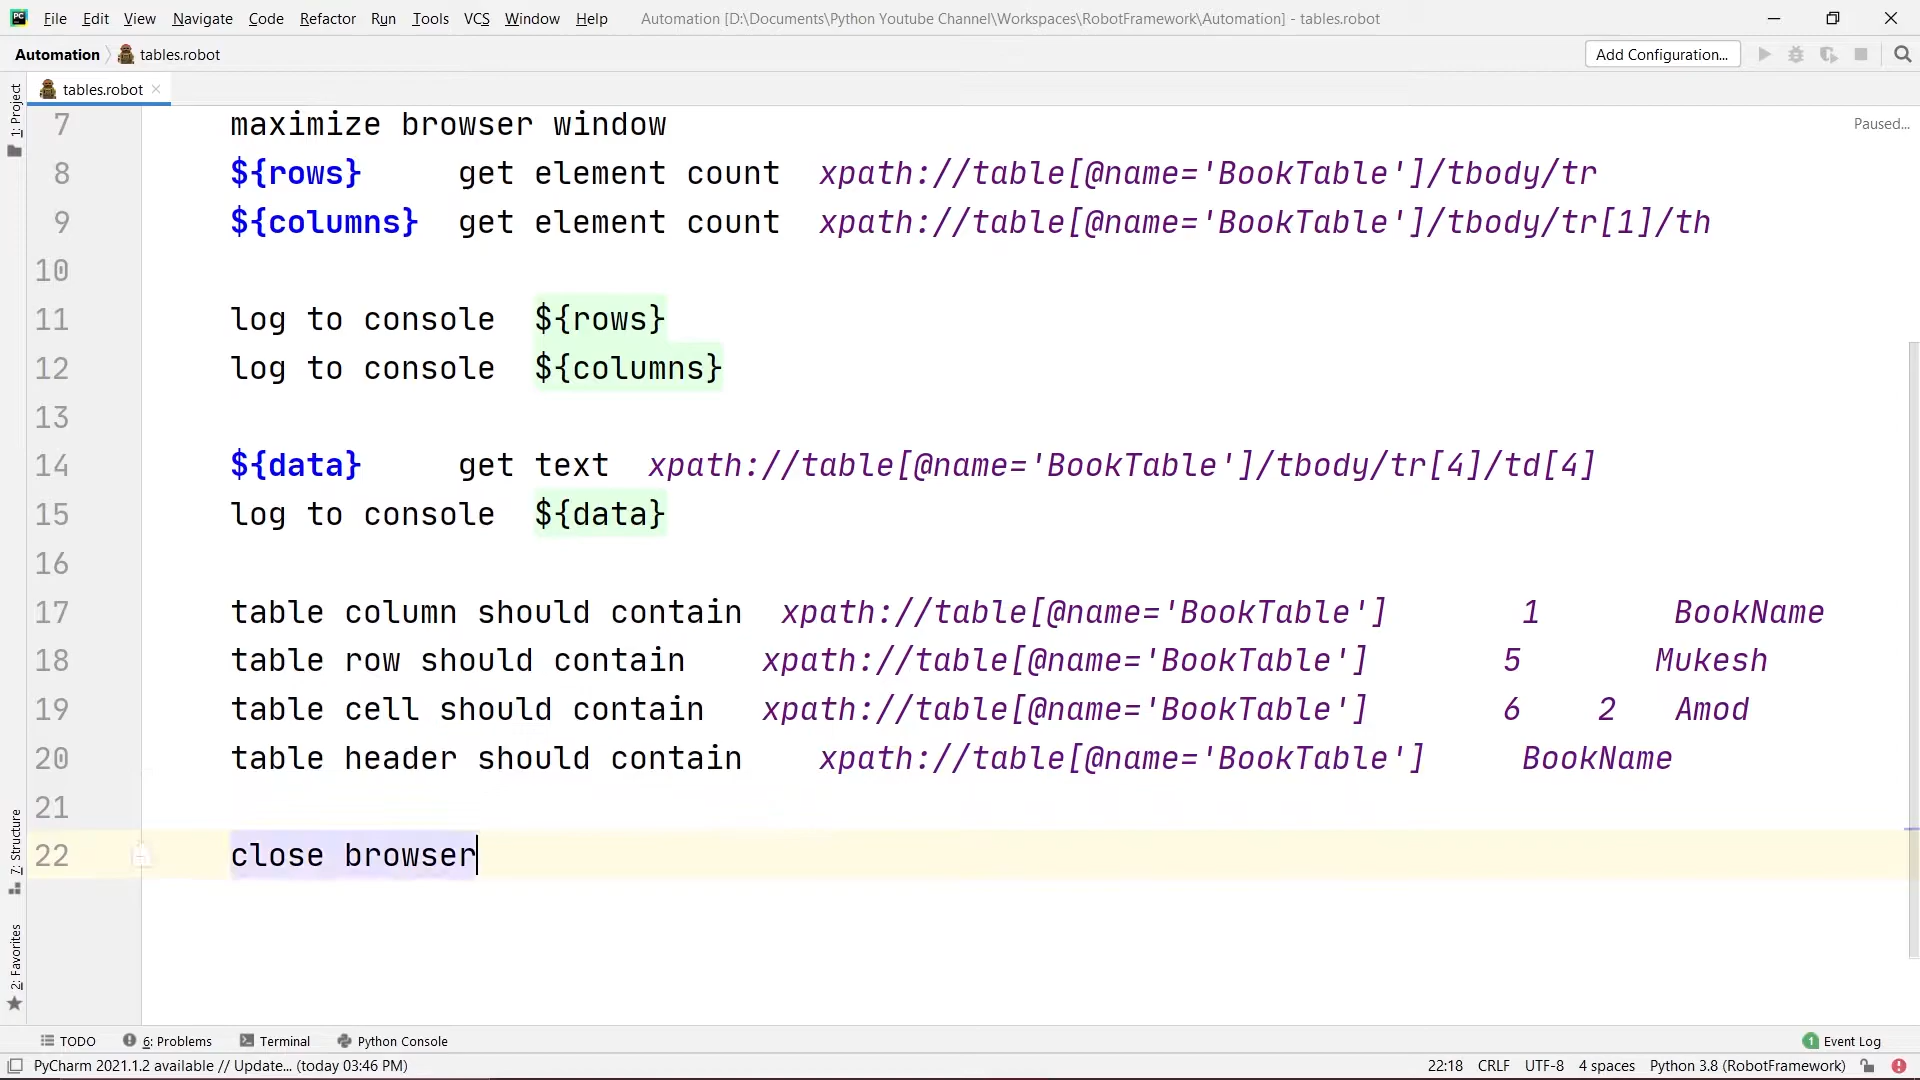 File Edit View Navigate Code Refactor Run Tools VCS Window Help Automation [D:\Documents\Python Youtube Channel\Workspaces\RobotFramework\Automation] - tables.robot
Automation tables.robot Add Configuration...
tables.robot
1: Project
Paused...
7 maximize browser window
8 ${rows} get element count xpath://table[@name='BookTable']/tbody/tr
9 ${columns} get element count xpath://table[@name='BookTable']/tbody/tr[1]/th
10
11 log to console ${rows}
12 log to console ${columns}
13
14 ${data} get text xpath://table[@name='BookTable']/tbody/tr[4]/td[4]
15 log to console ${data}
16
17 table column should contain xpath://table[@name='BookTable'] 1 BookName
18 table row should contain xpath://table[@name='BookTable'] 5 Mukesh
19 table cell should contain xpath://table[@name='BookTable'] 6 2 Amod
20 table header should contain xpath://table[@name='BookTable'] BookName
21
22 close browser
7: Structure
2: Favorites
TODO 6: Problems Terminal Python Console 1 Event Log
PyCharm 2021.1.2 available // Update... (today 03:46 PM) 22:18 CRLF UTF-8 4 spaces Python 3.8 (RobotFramework)